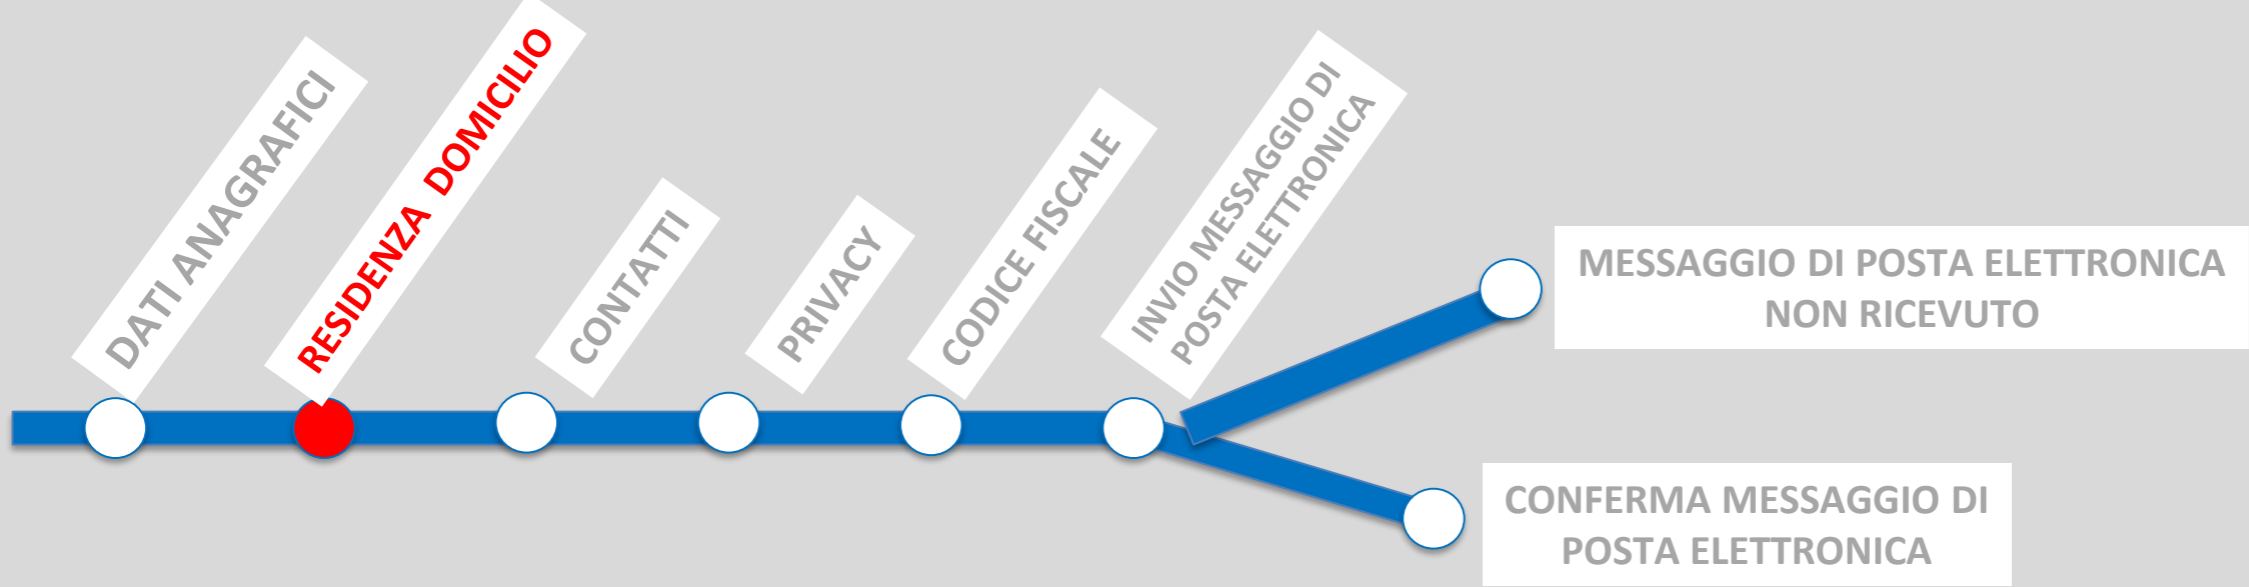 DATI ANAGRAFICI
RESIDENZA DOMICILIO
CONTATTI
PRIVACY
CODICE FISCALE
INVIO MESSAGGIO DI
POSTA ELETTRONICA
MESSAGGIO DI POSTA ELETTRONICA
NON RICEVUTO
CONFERMA MESSAGGIO DI
POSTA ELETTRONICA